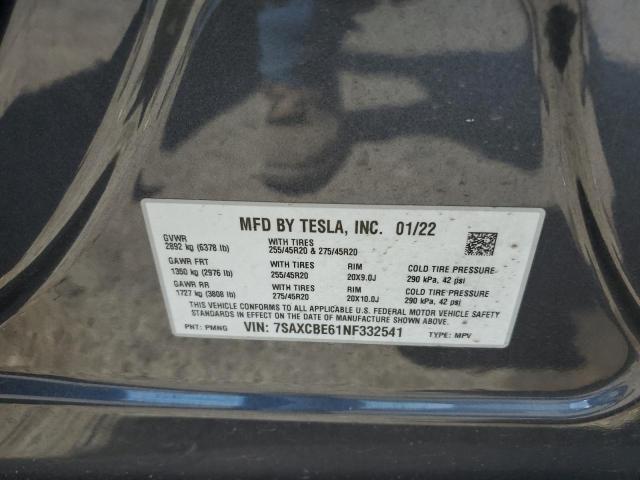 MFD BY TESLA, INC. 01/22
GVWR WITH TIRES
2892 kg (6378 lb) 255/45R20 & 275/45R20
GAWR FRT WITH TIRES RIM COLD TIRE PRESSURE
1350 kg (2976 lb) 255/45R20 20X9.0J 290 kPa, 42 psi
GAWR RR WITH TIRES RIM COLD TIRE PRESSURE
1727 kg (3808 lb) 275/45R20 20X10.0J 290 kPa, 42 psi
THIS VEHICLE CONFORMS TO ALL APPLICABLE U.S. FEDERAL MOTOR VEHICLE SAFETY
STANDARDS IN EFFECT ON THE DATE OF MANUFACTURE SHOWN ABOVE.
PNT: PMNG VIN: 7SAXCBE61NF332541 TYPE: MPV